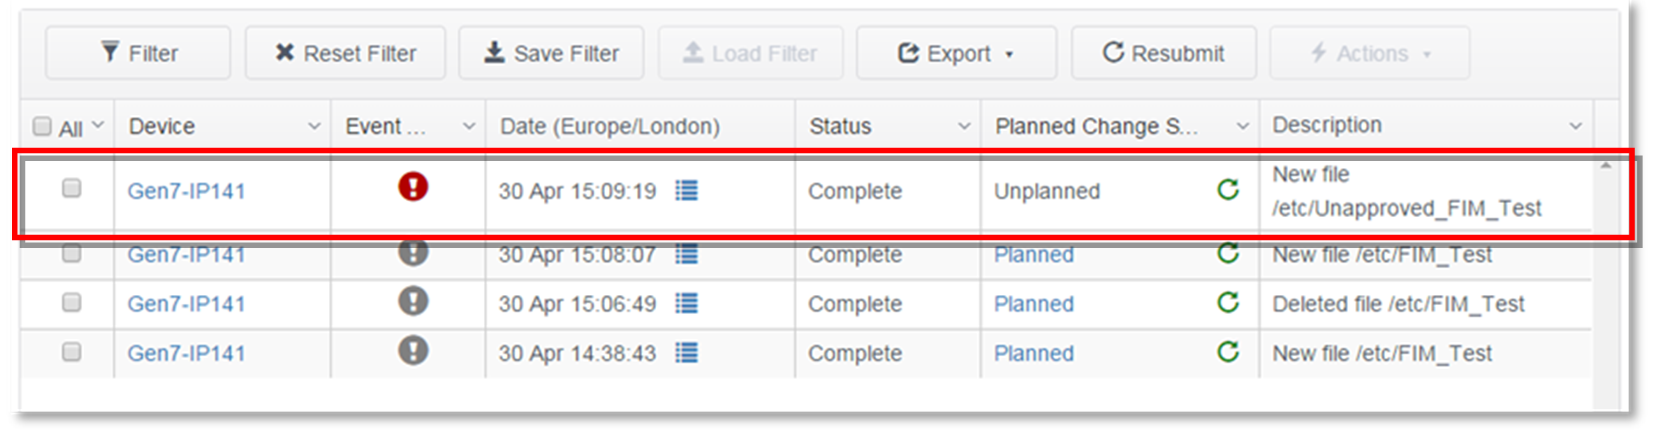 Filter Reset Filter Save Filter Load Filter Export Resubmit Actions
All Device Event ... Date (Europe/London) Status Planned Change S... Description
Gen7-IP141 30 Apr 15:09:19 Complete Unplanned New file
/etc/Unapproved_FIM_Test
Gen7-IP141 30 Apr 15:08:07 Complete Planned New file /etc/FIM_Test
Gen7-IP141 30 Apr 15:06:49 Complete Planned Deleted file /etc/FIM_Test
Gen7-IP141 30 Apr 14:38:43 Complete Planned New file /etc/FIM_Test